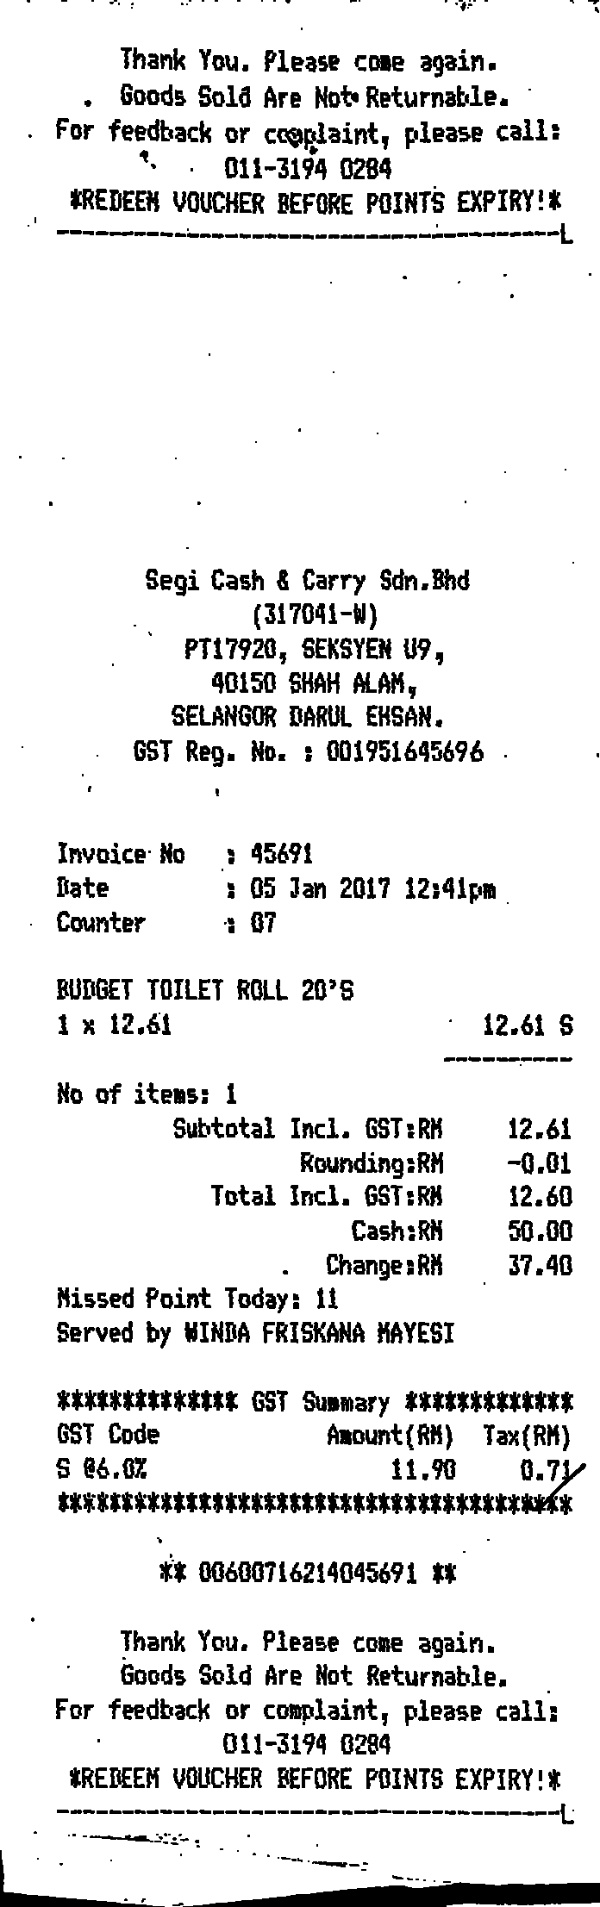 Thank You. Please come again.
Goods Sold Are Not Returnable.
For feedback or complaint, please call:
011-3194 0284
*REDEEM VOUCHER BEFORE POINTS EXPIRY!*
---------------------------------------L
Segi Cash & Carry Sdn.Bhd
(317041-W)
PT17920, SEKSYEN U9,
40150 SHAH ALAM,
SELANGOR DARUL EHSAN.
GST Reg. No. : 001951645696
Invoice No : 45691
Date : 05 Jan 2017 12:41pm
Counter : 07
BUDGET TOILET ROLL 20'S
1 x 12.61 12.61 S
----------
No of items: 1
Subtotal Incl. GST:RM 12.61
Rounding:RM -0.01
Total Incl. GST:RM 12.60
Cash:RM 50.00
Change:RM 37.40
Missed Point Today: 11
Served by WINDA FRISKANA MAYESI
************** GST Summary *************
GST Code Amount(RM) Tax(RM)
S @6.0% 11.90 0.71
****************************************
** 00600716214045691 **
Thank You. Please come again.
Goods Sold Are Not Returnable.
For feedback or complaint, please call:
011-3194 0284
*REDEEM VOUCHER BEFORE POINTS EXPIRY!*
---------------------------------------L